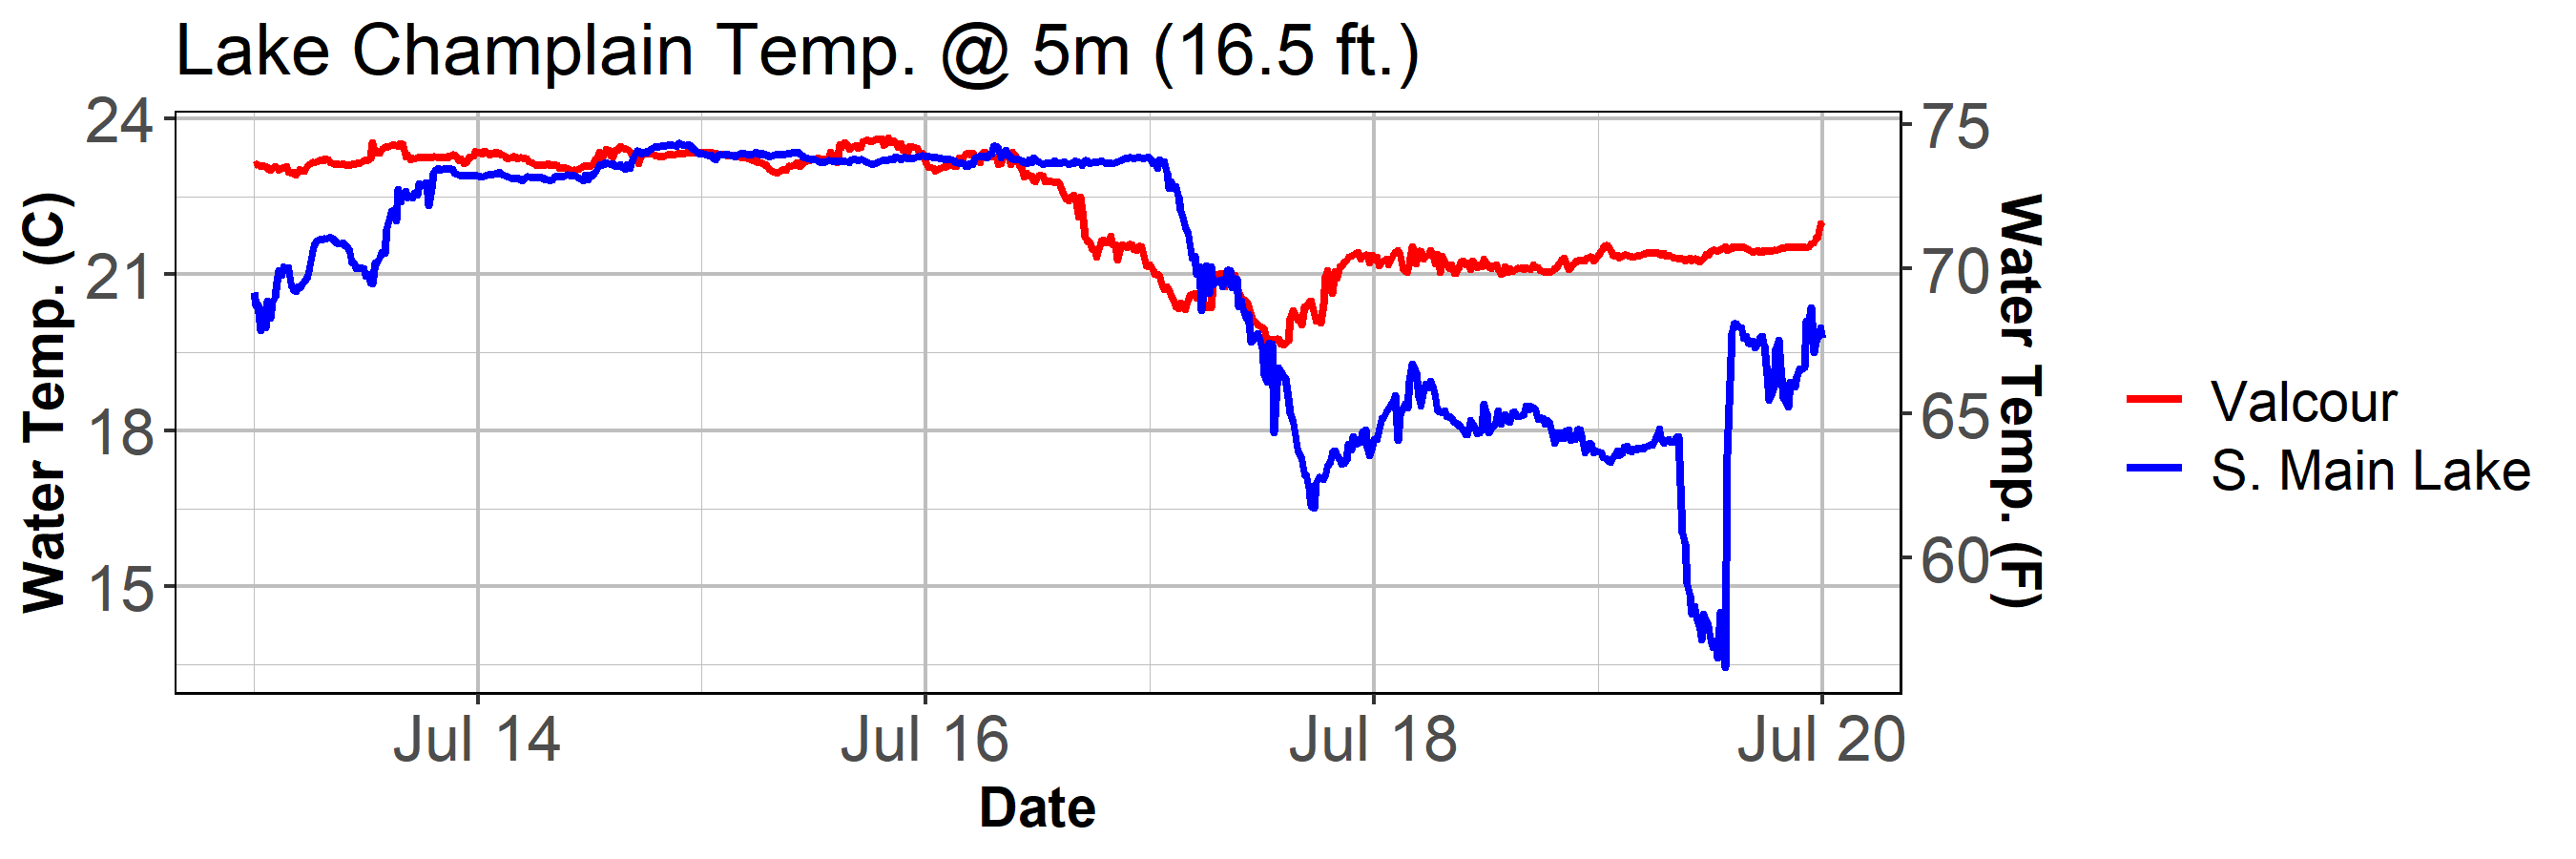 Lake Champlain Temp. @ 5m (16.5 ft.)
Water Temp. (C)
24
21
18
15
75
70
65
60
Water Temp. (F)
Valcour
S. Main Lake
Jul 14
Jul 16
Jul 18
Jul 20
Date